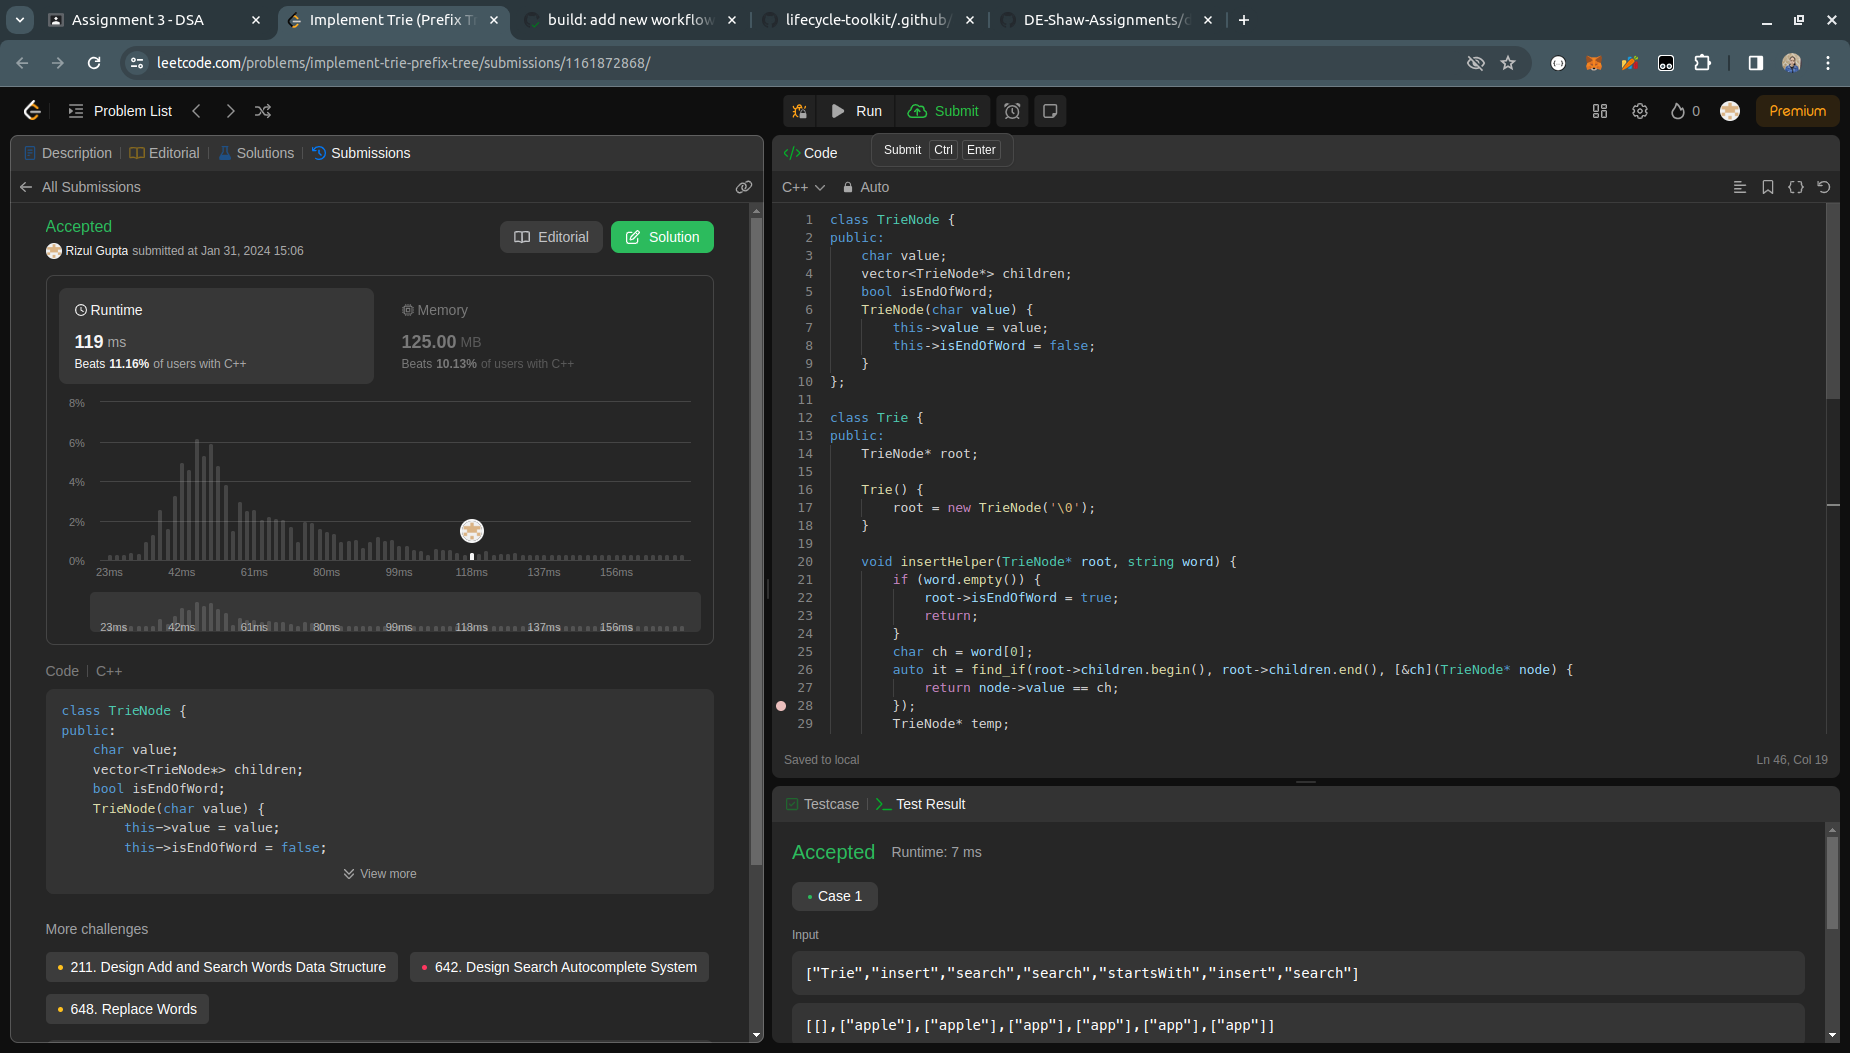 Assignment 3 - DSA
Implement Trie (Prefix Tr
build: add new workflow
lifecycle-toolkit/.github/
DE-Shaw-Assignments/d
leetcode.com/problems/implement-trie-prefix-tree/submissions/1161872868/
Problem List
Run
Submit
0
Premium
Description
Editorial
Solutions
Submissions
All Submissions
Accepted
Rizul Gupta submitted at Jan 31, 2024 15:06
Editorial
Solution
Runtime
119 ms
Beats 11.16% of users with C++
Memory
125.00 MB
Beats 10.13% of users with C++
8%
6%
4%
2%
0%
23ms 42ms 61ms 80ms 99ms 118ms 137ms 156ms
23ms 42ms 61ms 80ms 99ms 118ms 137ms 156ms
Code C++
class TrieNode {
public:
    char value;
    vector<TrieNode*> children;
    bool isEndOfWord;
    TrieNode(char value) {
        this->value = value;
        this->isEndOfWord = false;
View more
More challenges
211. Design Add and Search Words Data Structure
642. Design Search Autocomplete System
648. Replace Words
</> Code
Submit Ctrl Enter
C++ Auto
1 class TrieNode {
2 public:
3     char value;
4     vector<TrieNode*> children;
5     bool isEndOfWord;
6     TrieNode(char value) {
7         this->value = value;
8         this->isEndOfWord = false;
9     }
10 };
11
12 class Trie {
13 public:
14     TrieNode* root;
15
16     Trie() {
17         root = new TrieNode('\0');
18     }
19
20     void insertHelper(TrieNode* root, string word) {
21         if (word.empty()) {
22             root->isEndOfWord = true;
23             return;
24         }
25         char ch = word[0];
26         auto it = find_if(root->children.begin(), root->children.end(), [&ch](TrieNode* node) {
27             return node->value == ch;
28         });
29         TrieNode* temp;
Saved to local
Ln 46, Col 19
Testcase
Test Result
Accepted Runtime: 7 ms
Case 1
Input
["Trie","insert","search","search","startsWith","insert","search"]
[[],["apple"],["apple"],["app"],["app"],["app"],["app"]]